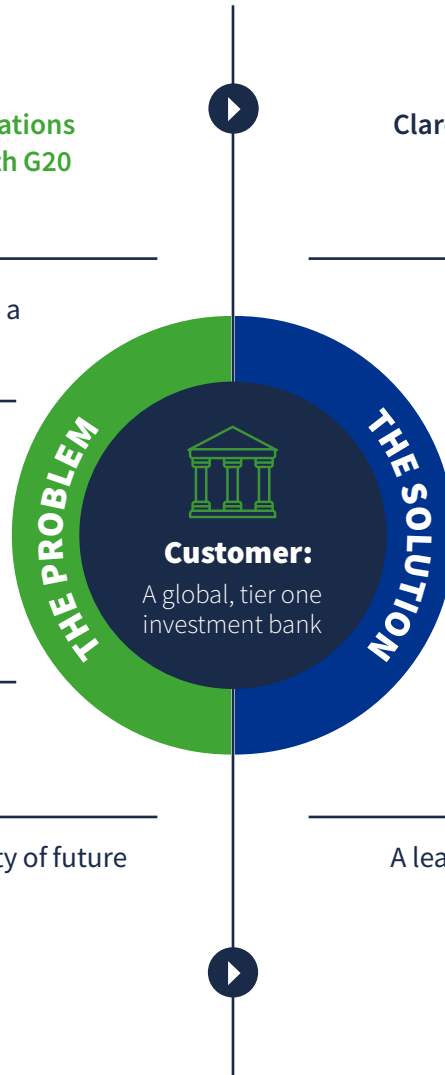 ations
th G20
Clar
a
THE PROBLEM
THE SOLUTION
Customer:
A global, tier one
investment bank
ty of future
A lea